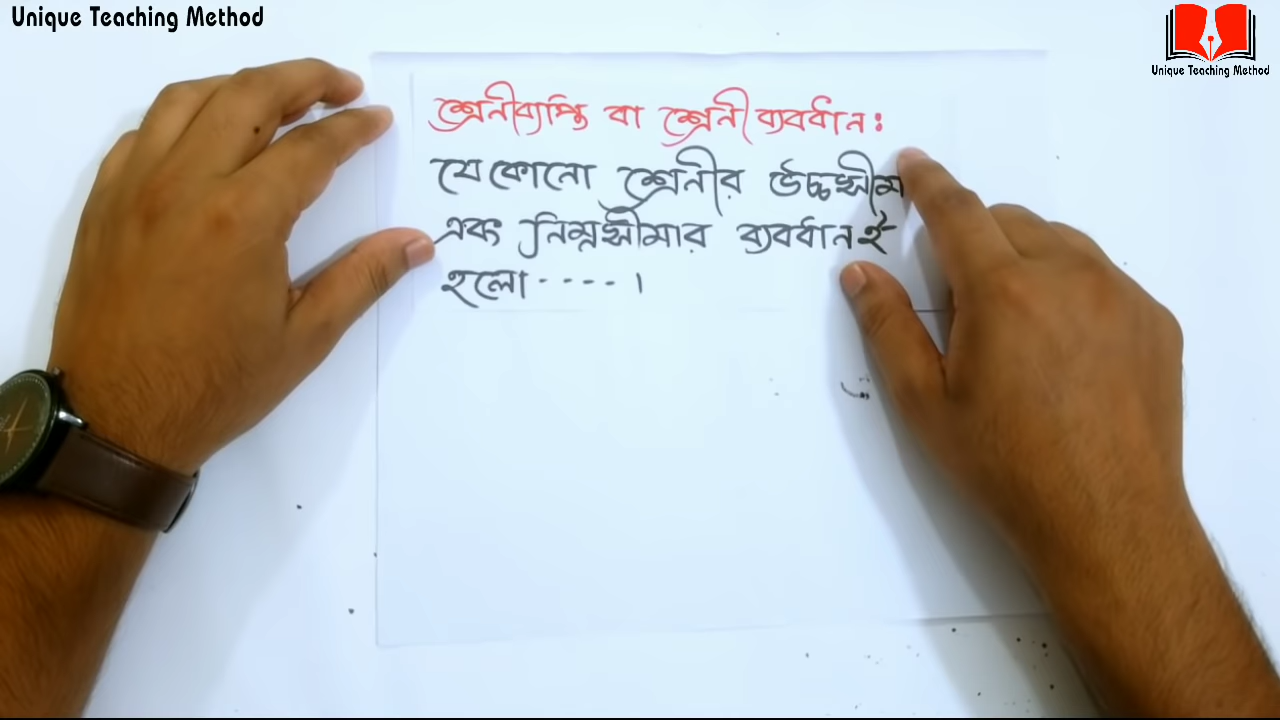 Unique Teaching Method
Unique Teaching Method
শ্রেনীব্যাপ্তি বা শ্রেনী ব্যবধান:
যেকোনো শ্রেনীর উচ্চসীমা
এবং নিম্নসীমার ব্যবধানই
হলো----।